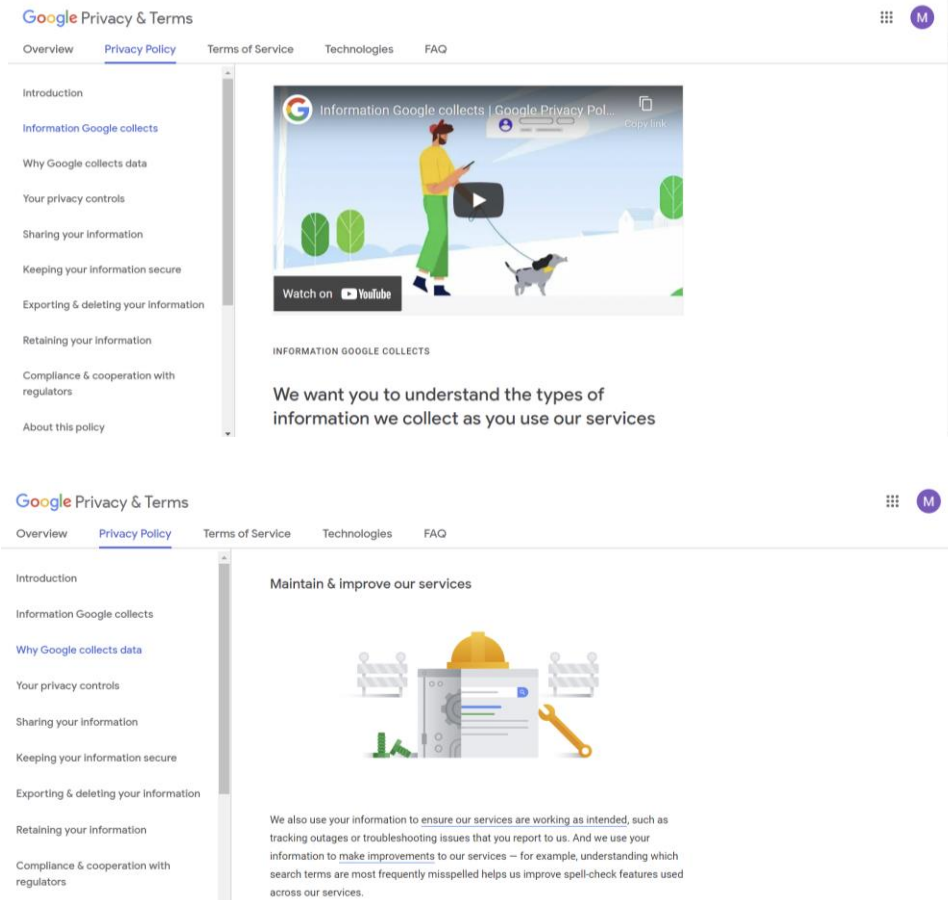 Google Privacy & Terms
M
Overview Privacy Policy Terms of Service Technologies FAQ
Introduction
Information Google collects
Why Google collects data
Your privacy controls
Sharing your information
Keeping your information secure
Exporting & deleting your information
Retaining your information
Compliance & cooperation with
regulators
About this policy
Information Google collects | Google Privacy Pol...
Copy link
Watch on YouTube
INFORMATION GOOGLE COLLECTS
We want you to understand the types of
information we collect as you use our services
Google Privacy & Terms
M
Overview Privacy Policy Terms of Service Technologies FAQ
Introduction
Information Google collects
Why Google collects data
Your privacy controls
Sharing your information
Keeping your information secure
Exporting & deleting your information
Retaining your information
Compliance & cooperation with
regulators
Maintain & improve our services
We also use your information to ensure our services are working as intended, such as
tracking outages or troubleshooting issues that you report to us. And we use your
information to make improvements to our services — for example, understanding which
search terms are most frequently misspelled helps us improve spell-check features used
across our services.